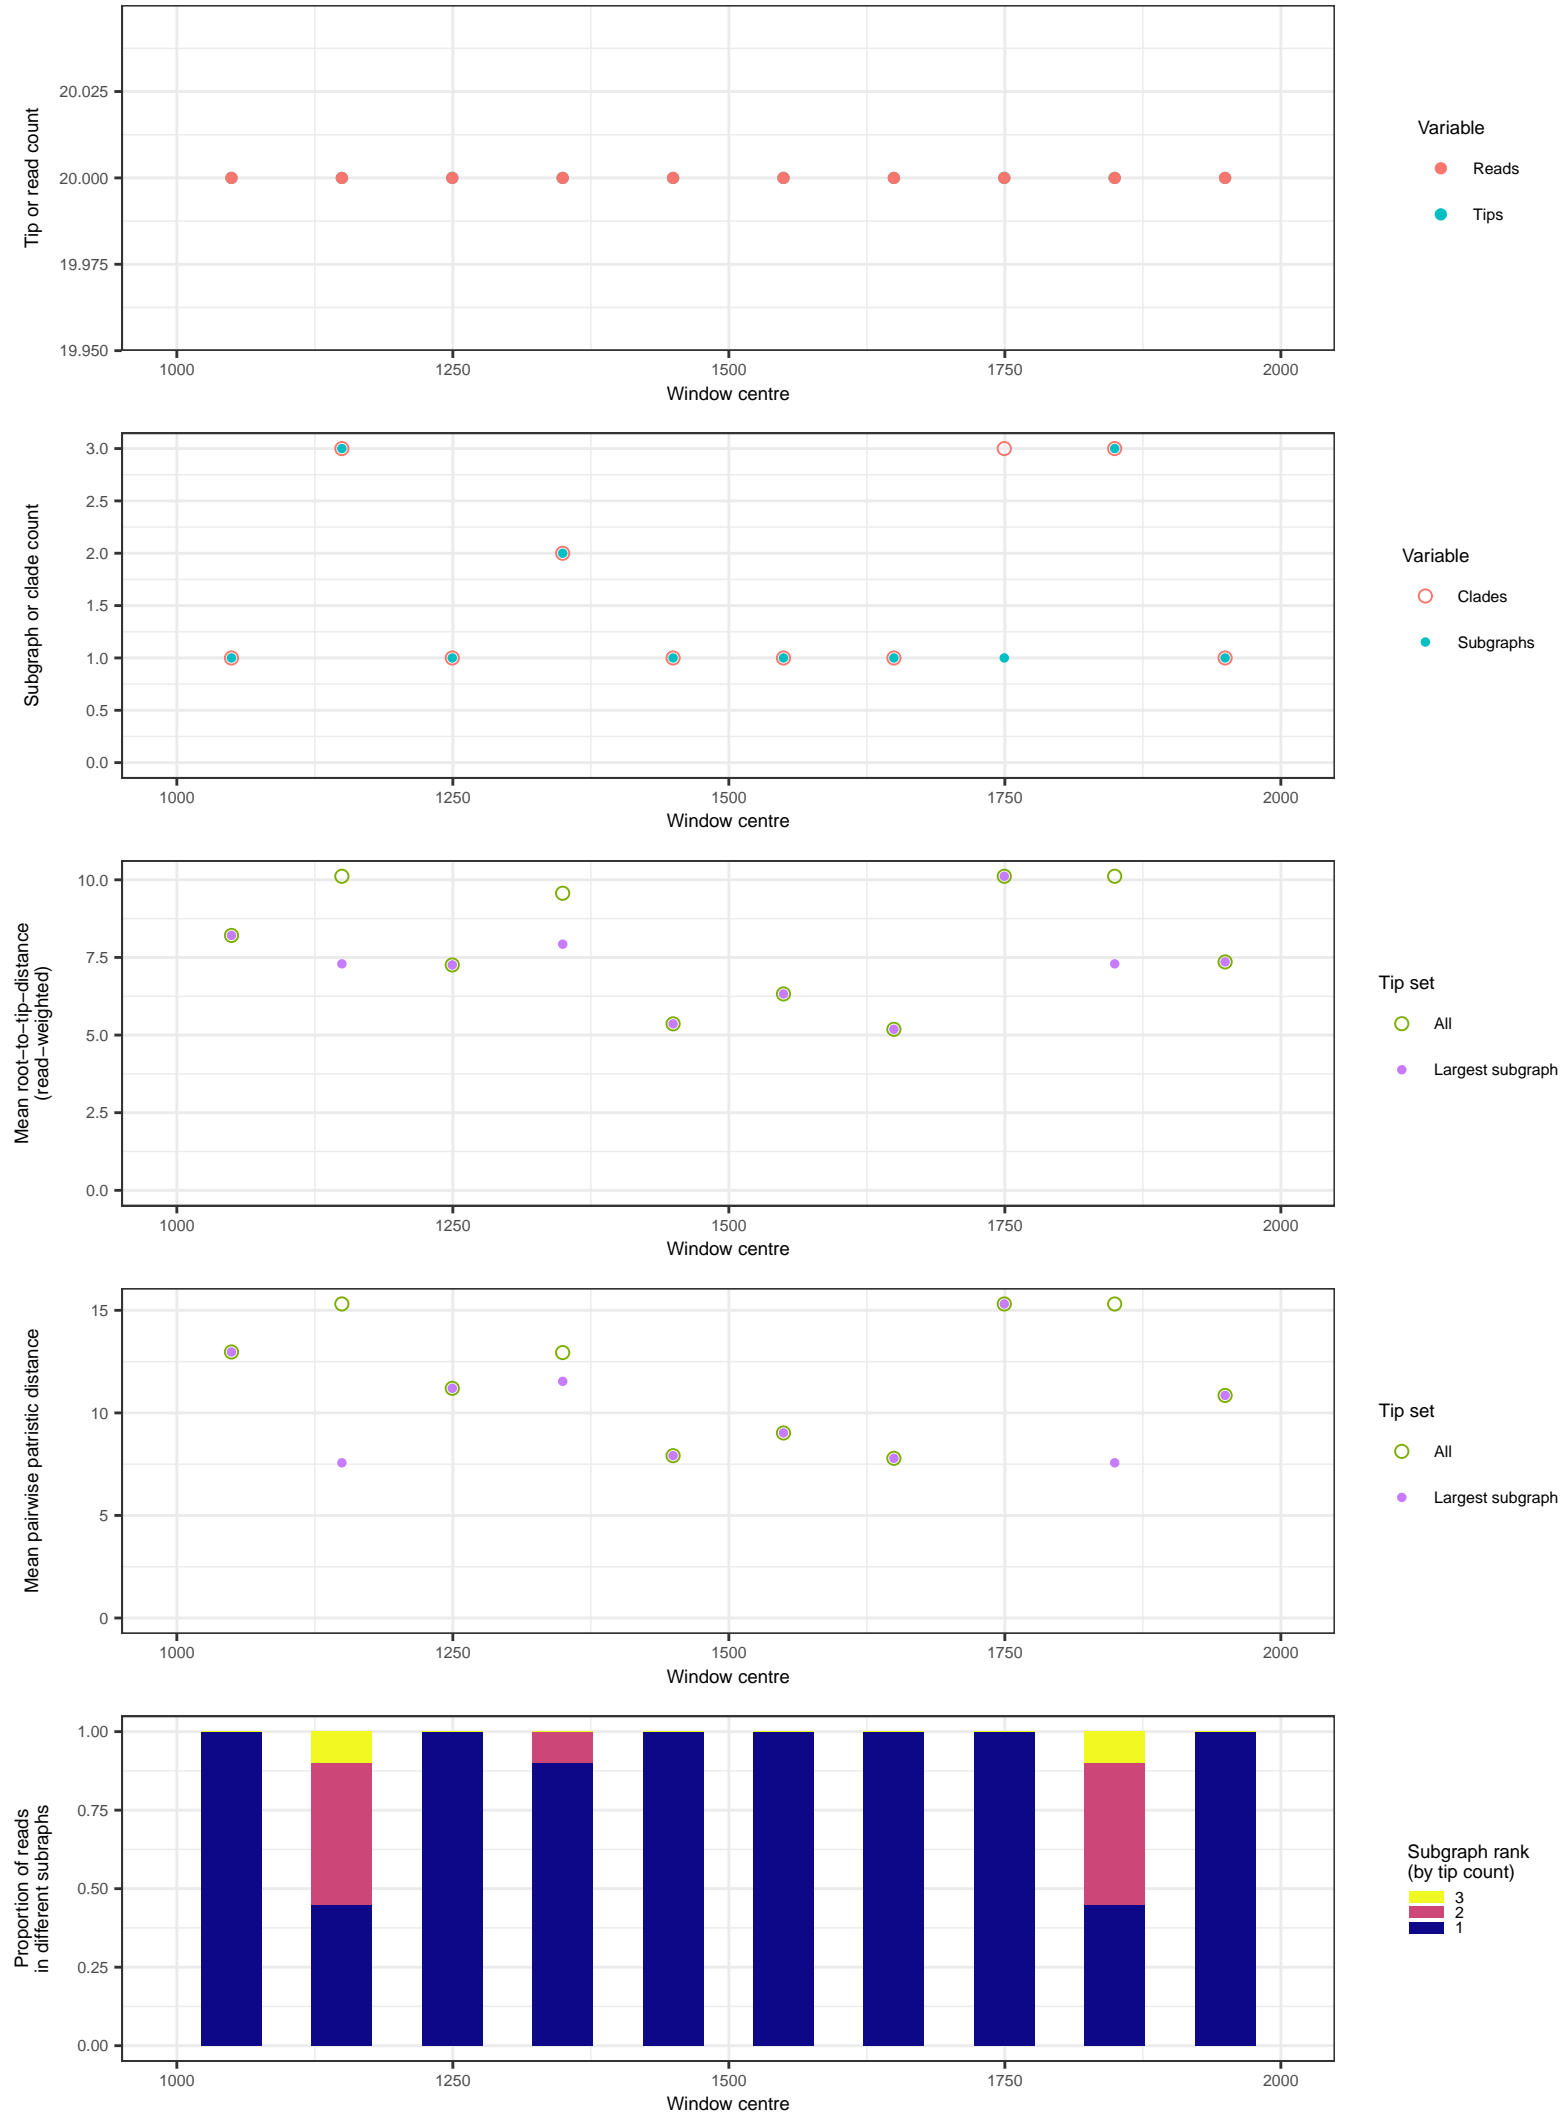 20.025
20.000
19.975
19.950
Tip or read count
1000 1250 1500 1750 2000
Window centre
Variable
Reads
Tips
3.0
2.5
2.0
1.5
1.0
0.5
0.0
Subgraph or clade count
1000 1250 1500 1750 2000
Window centre
Variable
Clades
Subgraphs
10.0
7.5
5.0
2.5
0.0
Mean root−to−tip−distance
(read−weighted)
1000 1250 1500 1750 2000
Window centre
Tip set
All
Largest subgraph
15
10
5
0
Mean pairwise patristic distance
1000 1250 1500 1750 2000
Window centre
Tip set
All
Largest subgraph
1.00
0.75
0.50
0.25
0.00
Proportion of reads
in different subraphs
1000 1250 1500 1750 2000
Window centre
Subgraph rank
(by tip count)
3
2
1